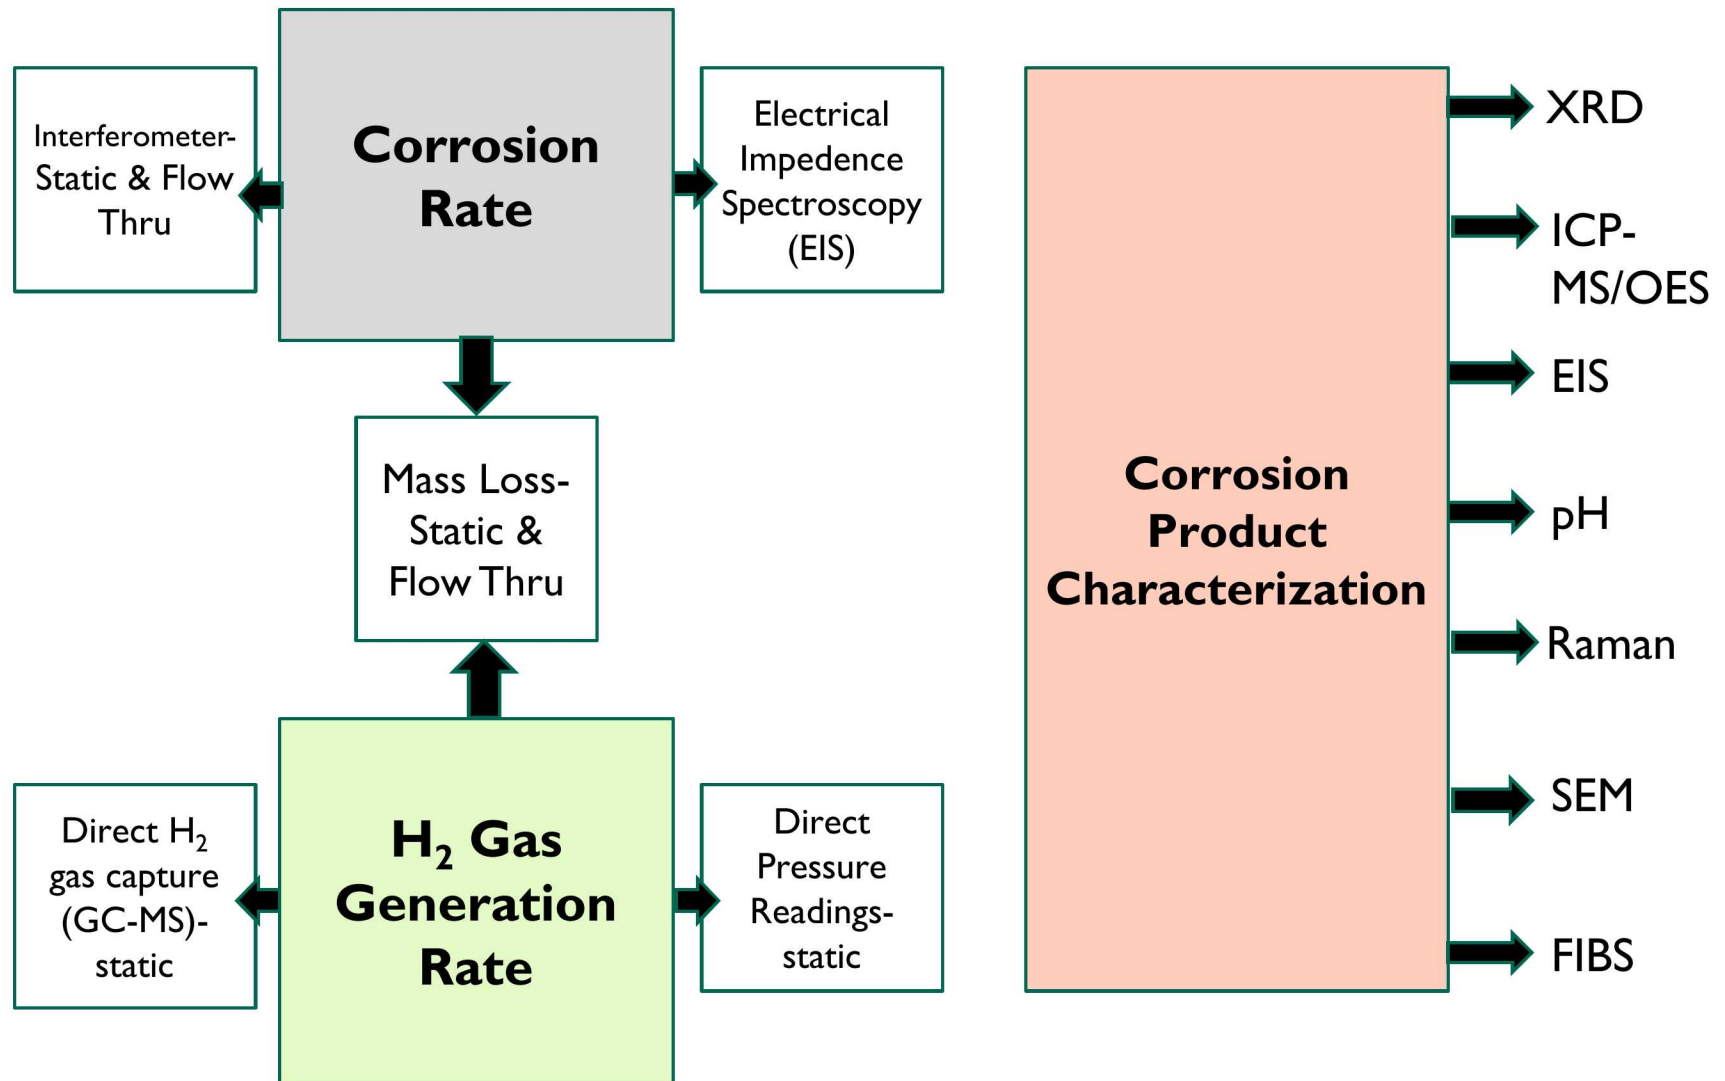 Interferometer-
Static & Flow
Thru
Corrosion
Rate
Electrical
Impedence
Spectroscopy
(EIS)
Mass Loss-
Static &
Flow Thru
Direct H₂
gas capture
(GC-MS)-
static
H₂ Gas
Generation
Rate
Direct
Pressure
Readings-
static
Corrosion
Product
Characterization
XRD
ICP-
MS/OES
EIS
pH
Raman
SEM
FIBS